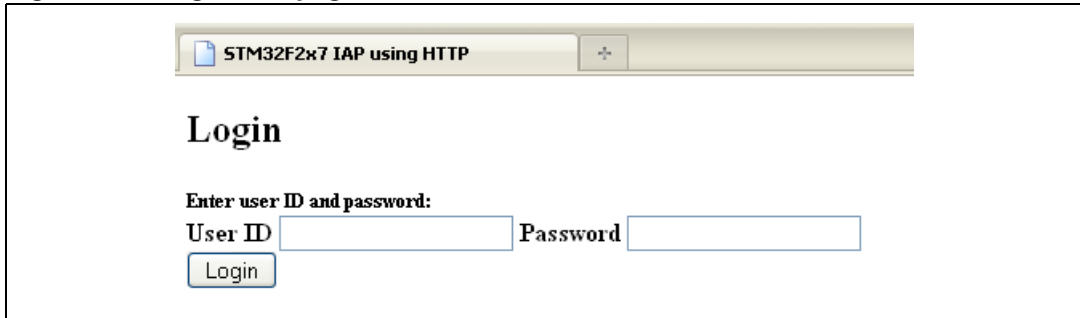 STM32F2x7 IAP using HTTP
Login
Enter user ID and password:
User ID Password
Login